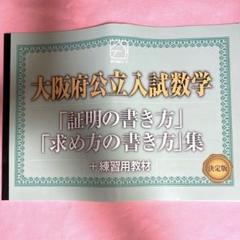 大阪府公立入試数学
「証明の書き方」
「求め方の書き方」集
＋練習用教材
決定版